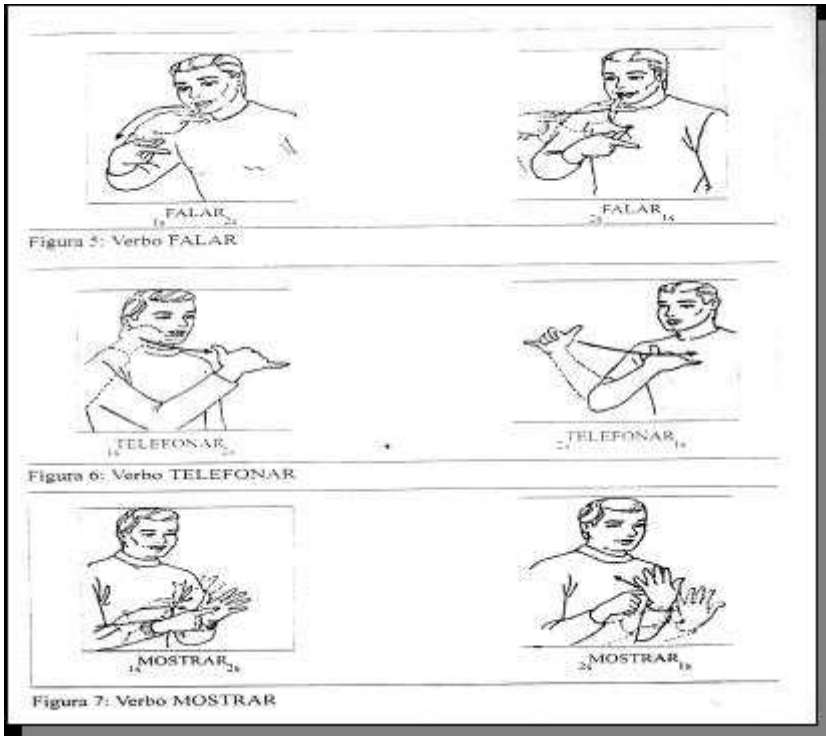 1s FALAR 2s
2s FALAR 1s
Figura 5: Verbo FALAR
1s TELEFONAR 2s
2s TELEFONAR 1s
Figura 6: Verbo TELEFONAR
1s MOSTRAR 2s
2s MOSTRAR 1s
Figura 7: Verbo MOSTRAR